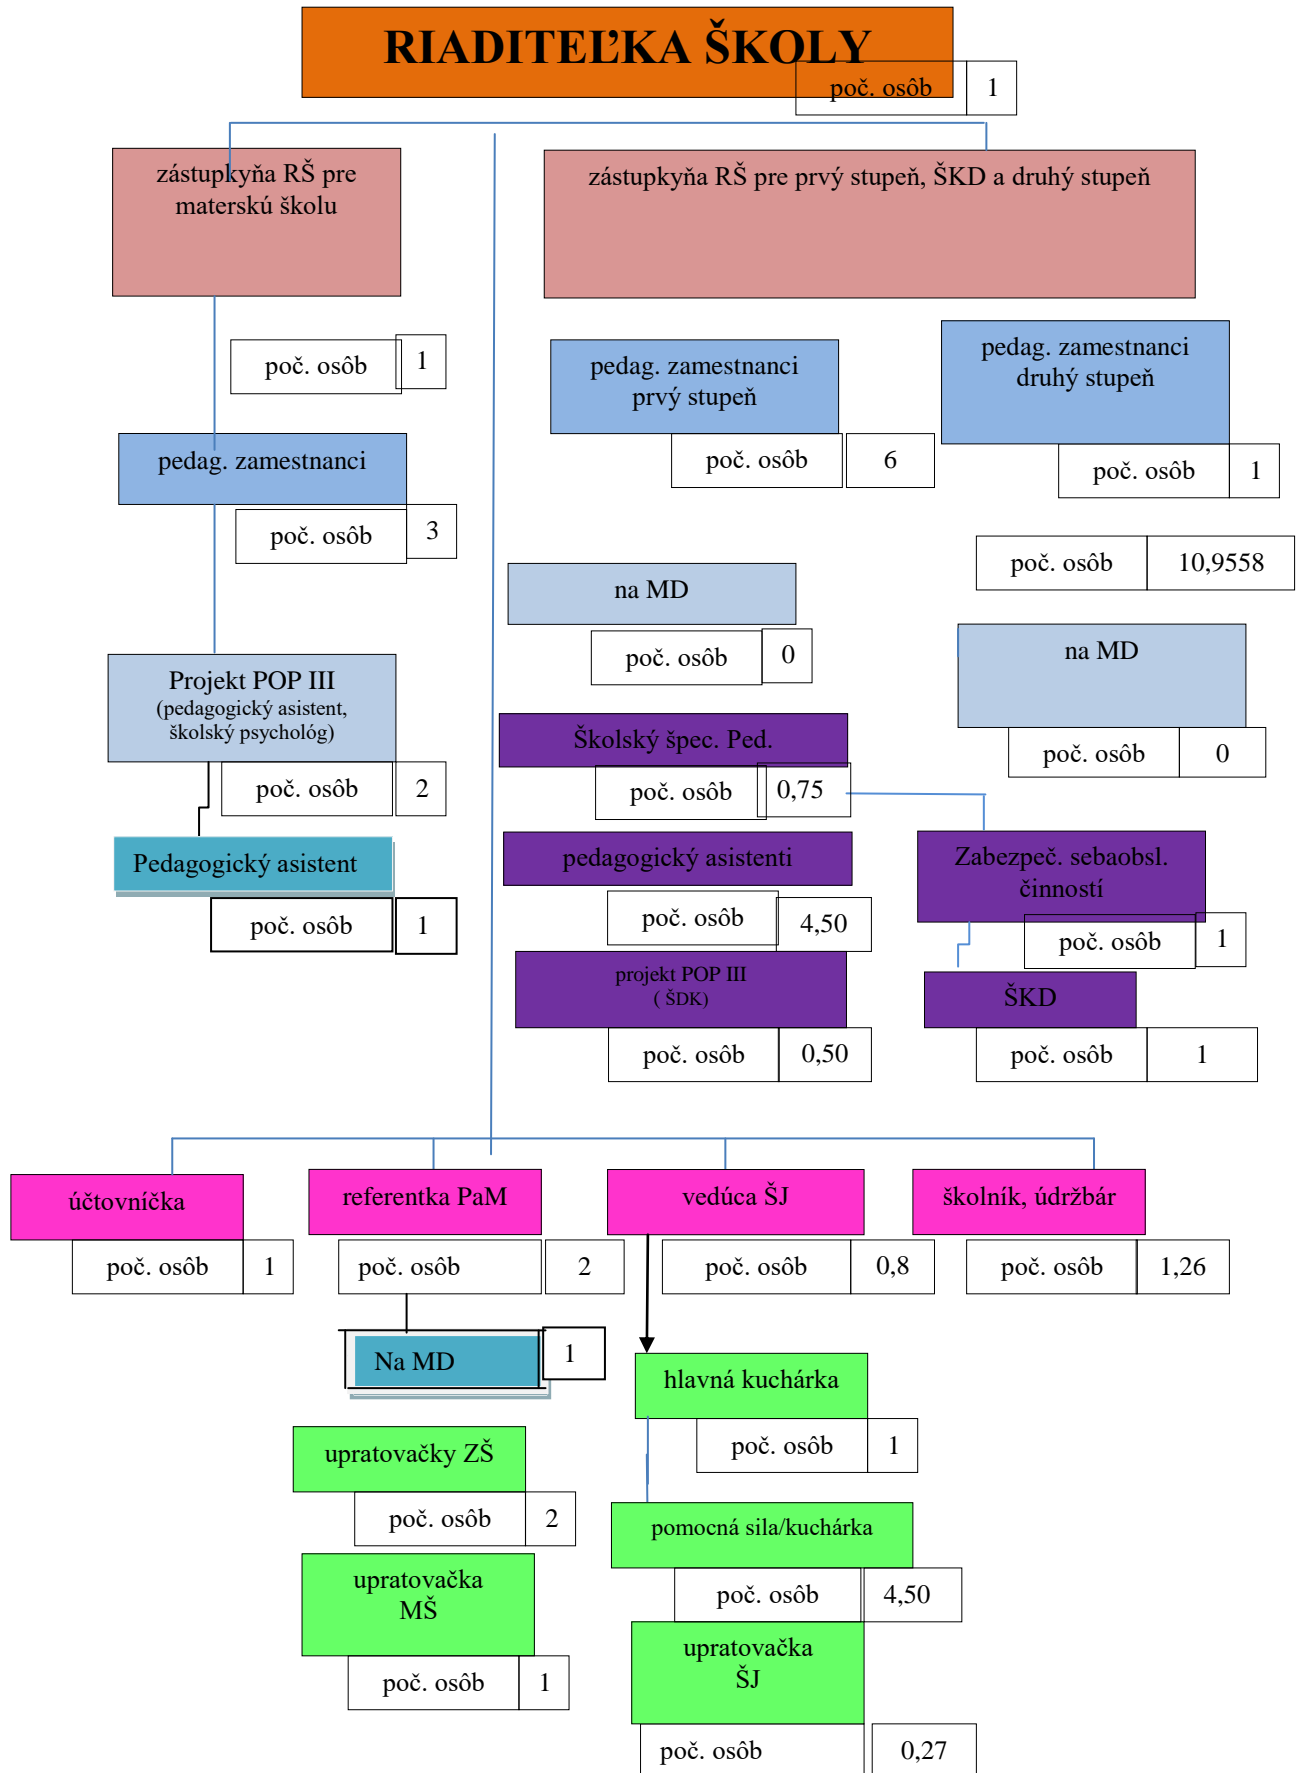 RIADITEĽKA ŠKOLY
poč. osôb 1
zástupkyňa RŠ pre
materskú školu
zástupkyňa RŠ pre prvý stupeň, ŠKD a druhý stupeň
poč. osôb 1
pedag. zamestnanci
prvý stupeň
poč. osôb 6
pedag. zamestnanci
druhý stupeň
poč. osôb 1
pedag. zamestnanci
poč. osôb 3
poč. osôb 10,9558
na MD
poč. osôb 0
na MD
poč. osôb 0
Projekt POP III
(pedagogický asistent,
školský psychológ)
poč. osôb 2
Školský špec. Ped.
poč. osôb 0,75
Pedagogický asistent
poč. osôb 1
pedagogický asistenti
poč. osôb 4,50
Zabezpeč. sebaobsl.
činností
poč. osôb 1
projekt POP III
( ŠDK)
poč. osôb 0,50
ŠKD
poč. osôb 1
účtovníčka
poč. osôb 1
referentka PaM
poč. osôb 2
vedúca ŠJ
poč. osôb 0,8
školník, údržbár
poč. osôb 1,26
Na MD 1
hlavná kuchárka
poč. osôb 1
upratovačky ZŠ
poč. osôb 2
pomocná sila/kuchárka
poč. osôb 4,50
upratovačka
MŠ
poč. osôb 1
upratovačka
ŠJ
poč. osôb 0,27